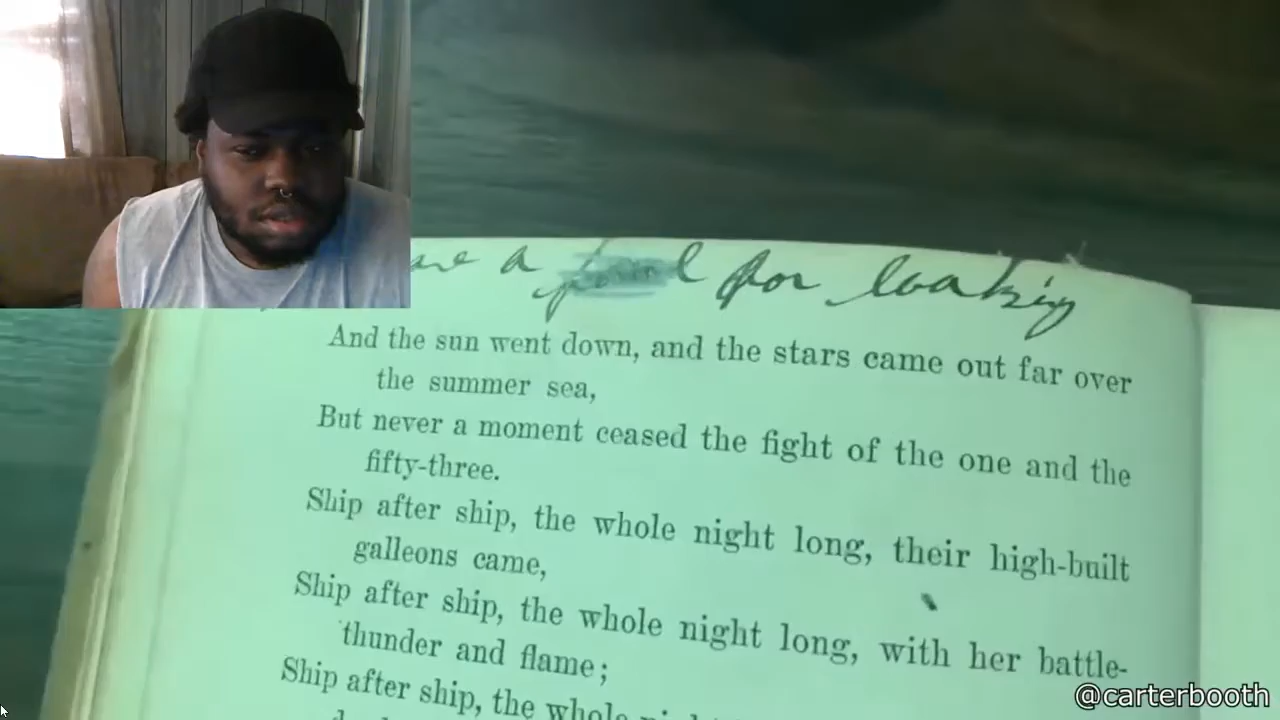 a for looking
And the sun went down, and the stars came out far over
the summer sea,
But never a moment ceased the fight of the one and the
fifty-three.
Ship after ship, the whole night long, their high-built
galleons came,
Ship after ship, the whole night long, with her battle-
thunder and flame;
Ship after ship, the whole
@carterbooth